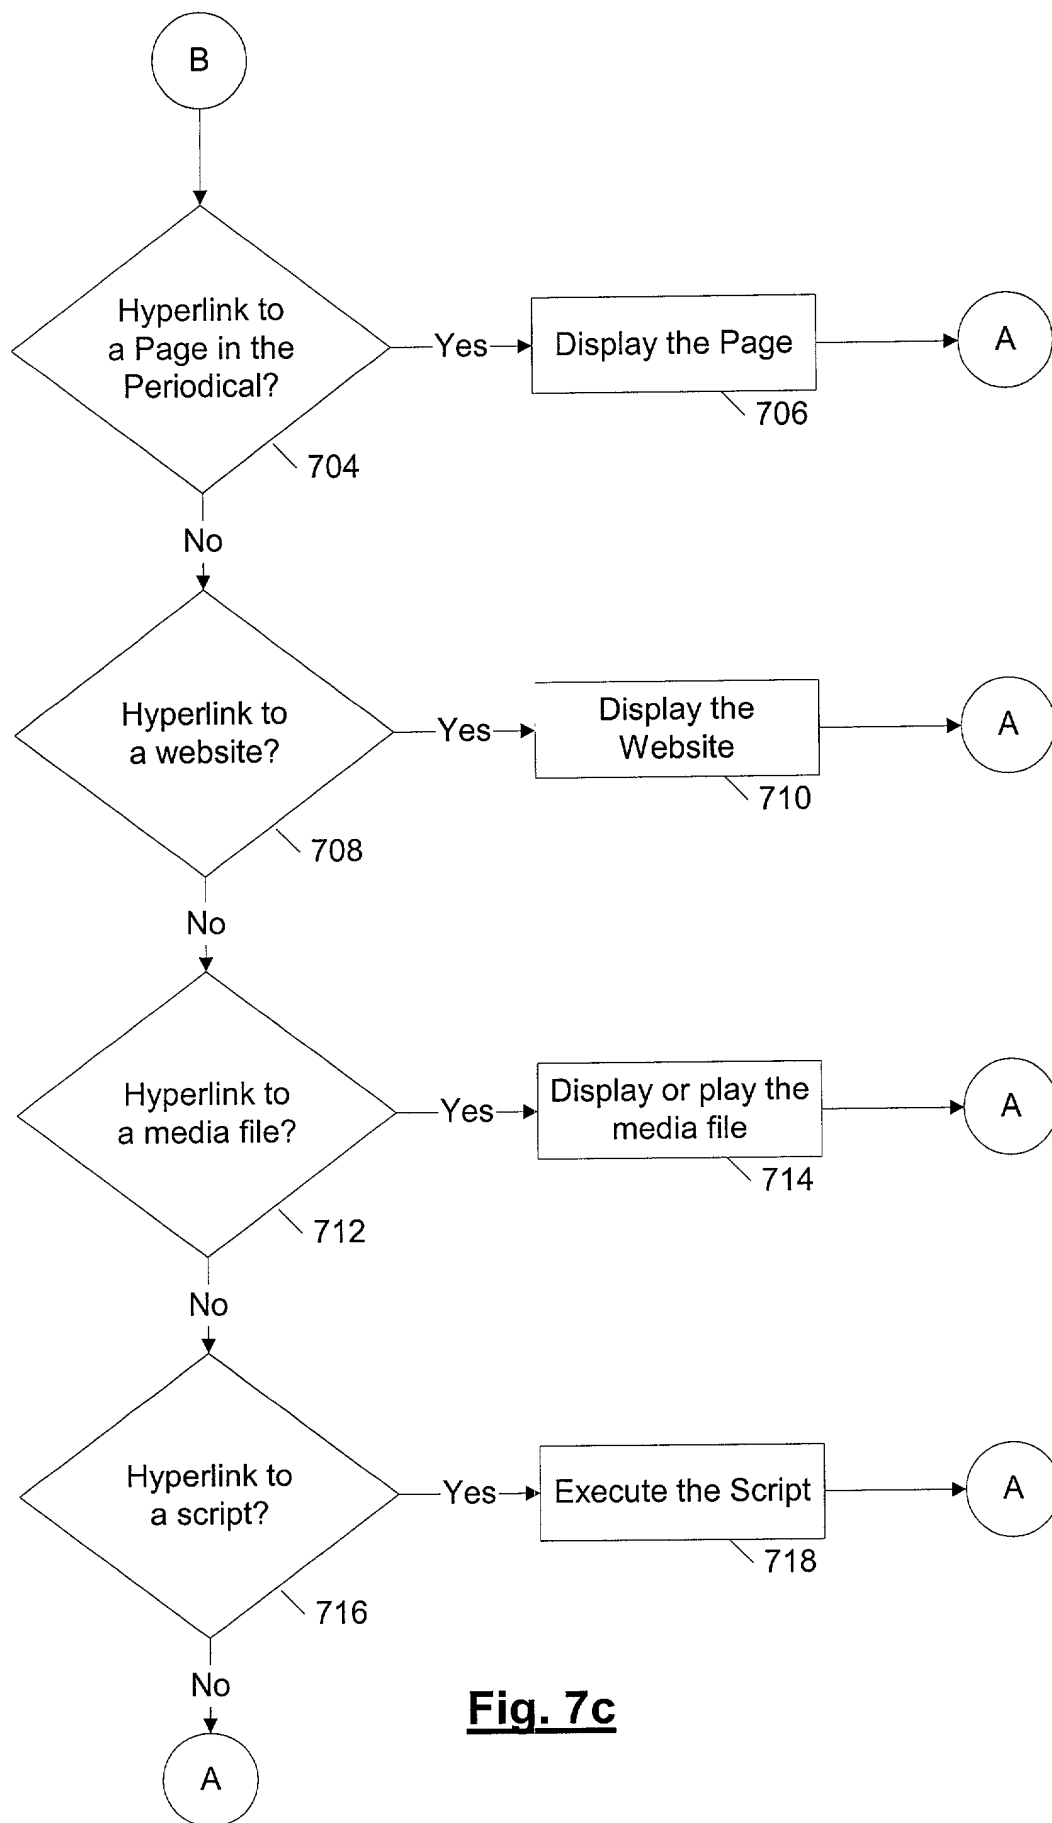 B
Hyperlink to
a Page in the
Periodical?
Yes
Display the Page
A
706
704
No
Hyperlink to
a website?
Yes
Display the
Website
A
710
708
No
Hyperlink to
a media file?
Yes
Display or play the
media file
A
714
712
No
Hyperlink to
a script?
Yes
Execute the Script
A
718
716
No
Fig. 7c
A